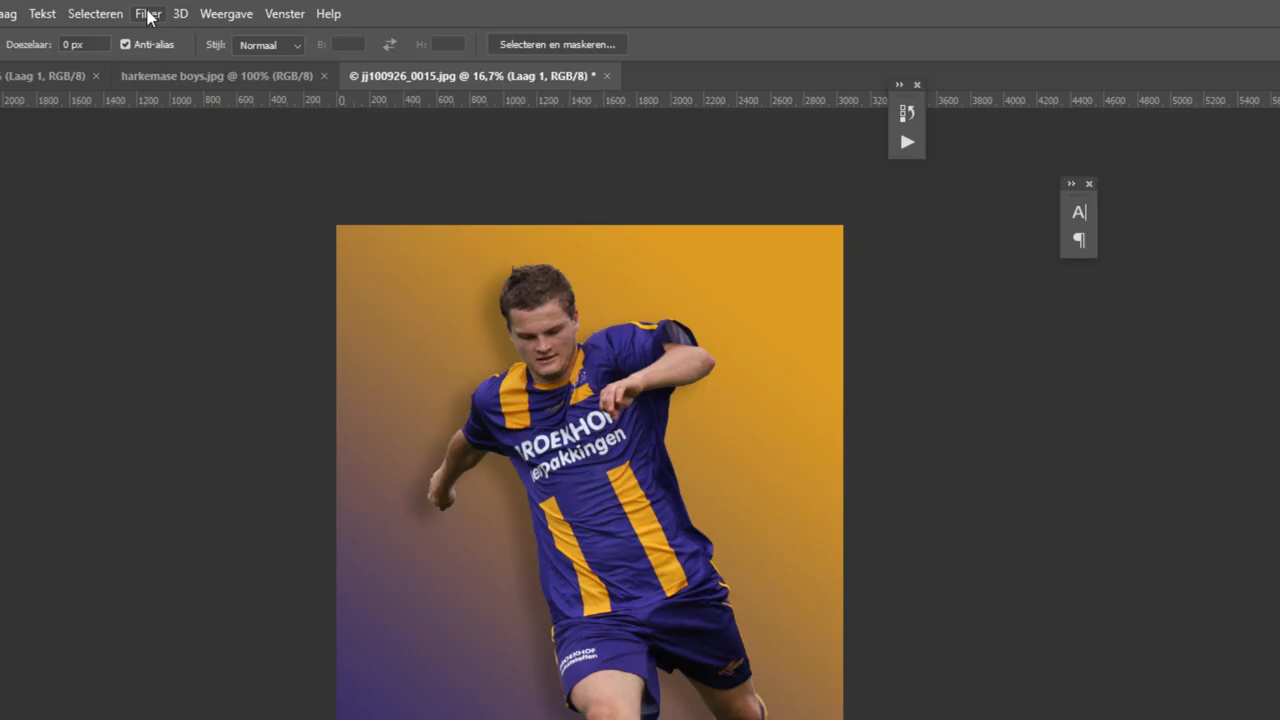 aag Tekst Selecteren Filter 3D Weergave Venster Help
Doezelaar: 0 px Anti-alias Stijl: Normaal B: H: Selecteren en maskeren...
(Laag 1, RGB/8) × harkemase boys.jpg @ 100% (RGB/8) × © jj100926_0015.jpg @ 16,7% (Laag 1, RGB/8) * ×
2000 1800 1600 1400 1200 1000 800 600 400 200 0 200 400 600 800 1000 1200 1400 1600 1800 2000 2200 2400 2600 2800 3000 320 3600 3800 4000 4200 4400 4600 4800 5000 5200 5400
A
¶
ROEKHOF
erpakkingen
ROEKHOF